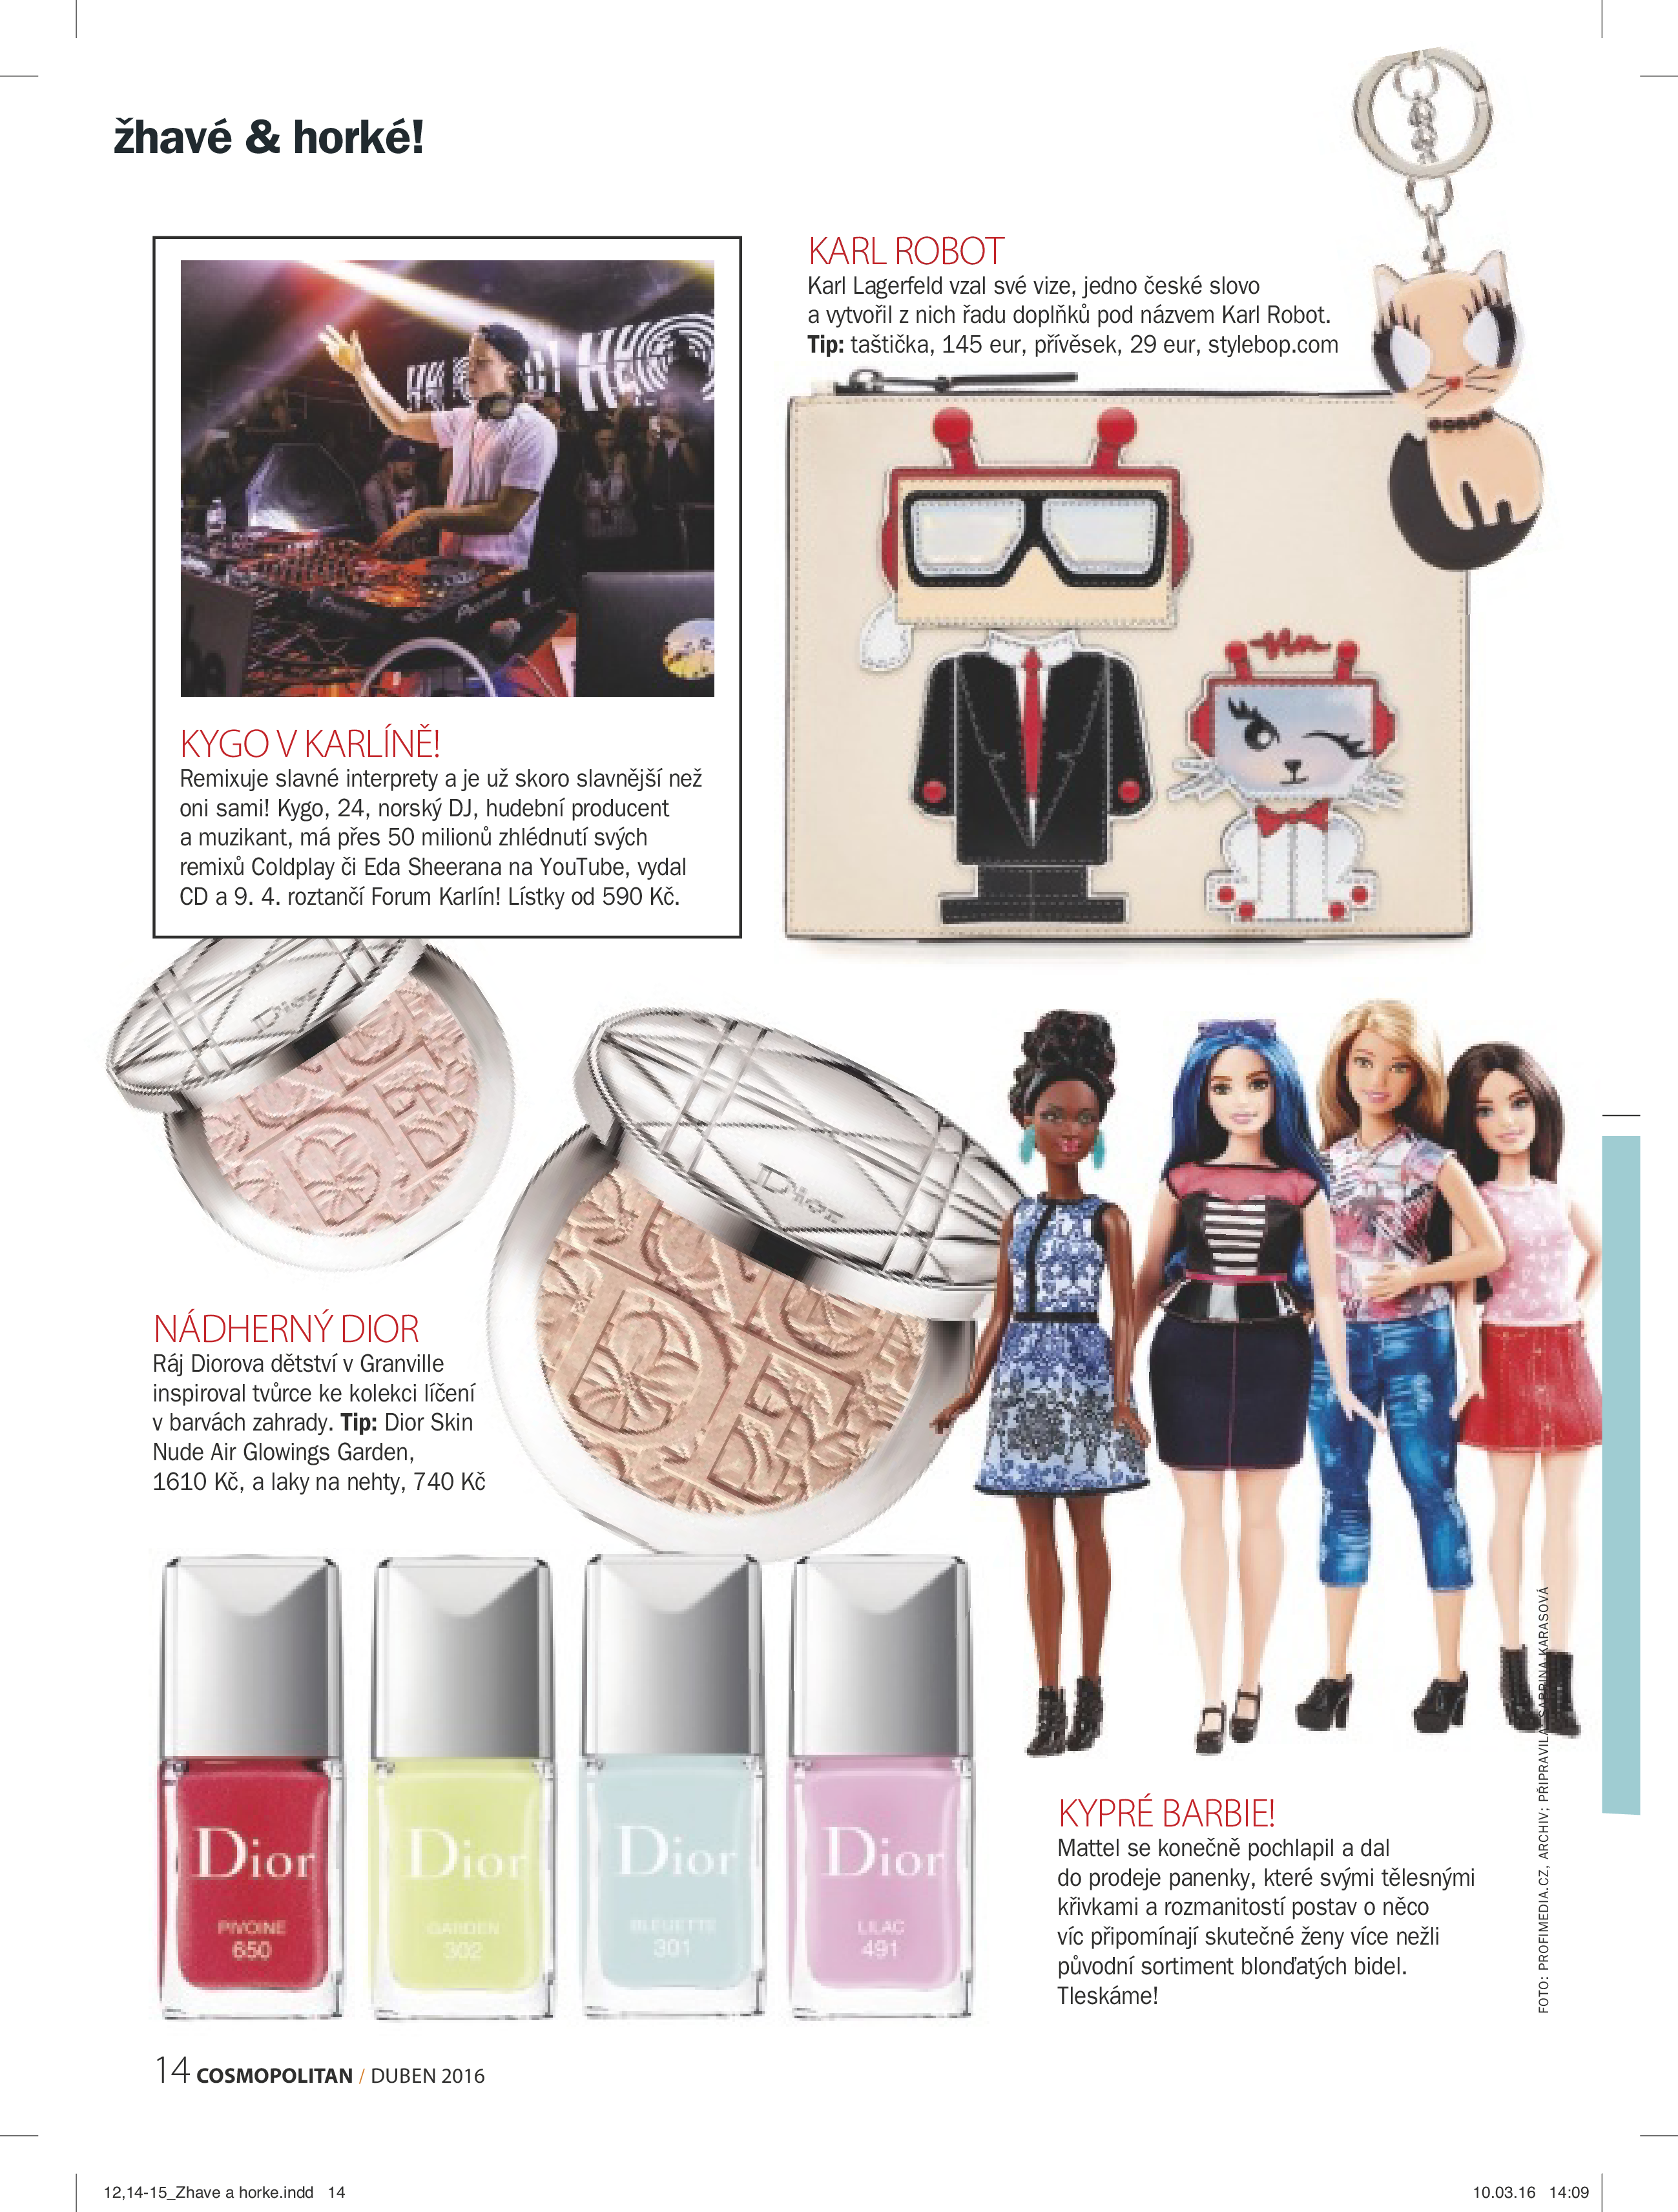 žhavé & horké!
KYGO V KARLÍNĚ!
Remixuje slavné interprety a je už skoro slavnější než
oni sami! Kygo, 24, norský DJ, hudební producent
a muzikant, má přes 50 milionů zhlédnutí svých
remixů Coldplay či Eda Sheerana na YouTube, vydal
CD a 9. 4. roztančí Forum Karlín! Lístky od 590 Kč.
KARL ROBOT
Karl Lagerfeld vzal své vize, jedno české slovo
a vytvořil z nich řadu doplňků pod názvem Karl Robot.
Tip: taštička, 145 eur, přívěsek, 29 eur, stylebop.com
Dior
Dior
NÁDHERNÝ DIOR
Ráj Diorova dětství v Granville
inspiroval tvůrce ke kolekci líčení
v barvách zahrady. Tip: Dior Skin
Nude Air Glowings Garden,
1610 Kč, a laky na nehty, 740 Kč
Dior
PIVOINE
650
Dior
GARDEN
302
Dior
BLEUETTE
301
Dior
LILAC
491
KYPRÉ BARBIE!
Mattel se konečně pochlapil a dal
do prodeje panenky, které svými tělesnými
křivkami a rozmanitostí postav o něco
víc připomínají skutečné ženy více nežli
původní sortiment blonďatých bidel.
Tleskáme!
FOTO: PROFIMEDIA.CZ, ARCHIV; PŘIPRAVILA: SABRINA KARASOVÁ
14 COSMOPOLITAN / DUBEN 2016
12,14-15_Zhave a horke.indd 14
10.03.16 14:09